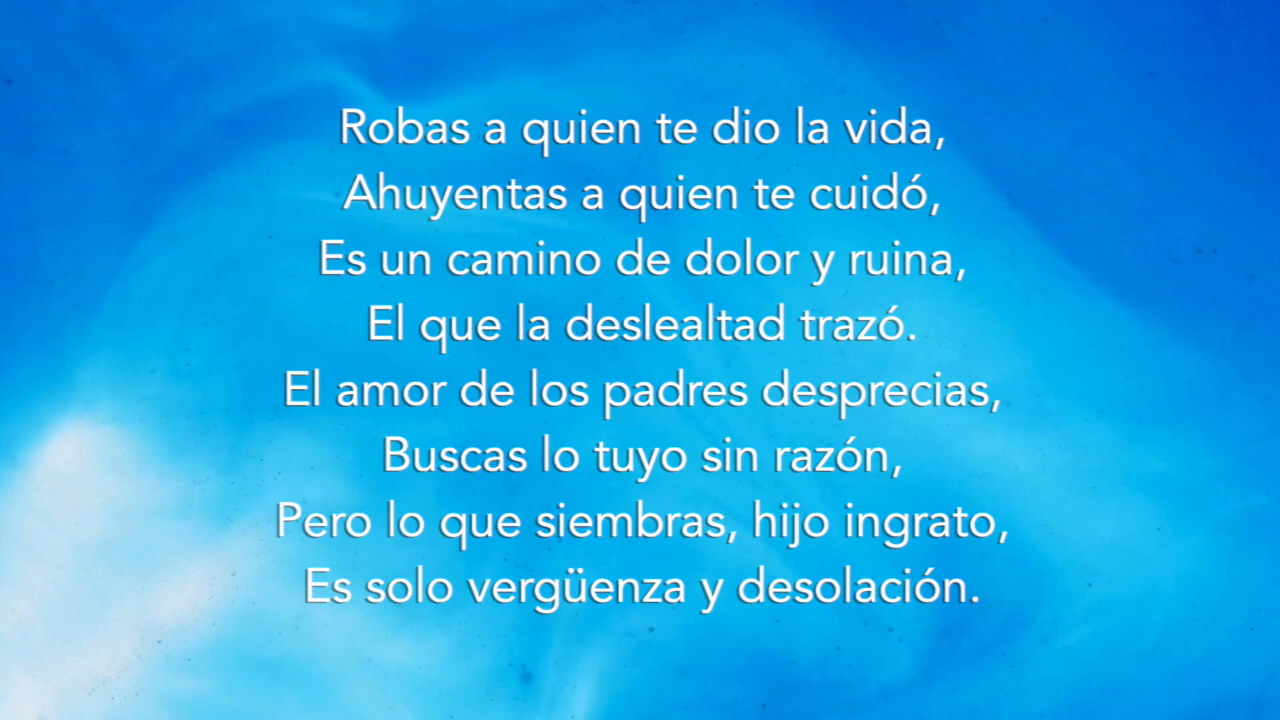 Robas a quien te dio la vida,
Ahuyentas a quien te cuidó,
Es un camino de dolor y ruina,
El que la deslealtad trazó.
El amor de los padres desprecias,
Buscas lo tuyo sin razón,
Pero lo que siembras, hijo ingrato,
Es solo vergüenza y desolación.